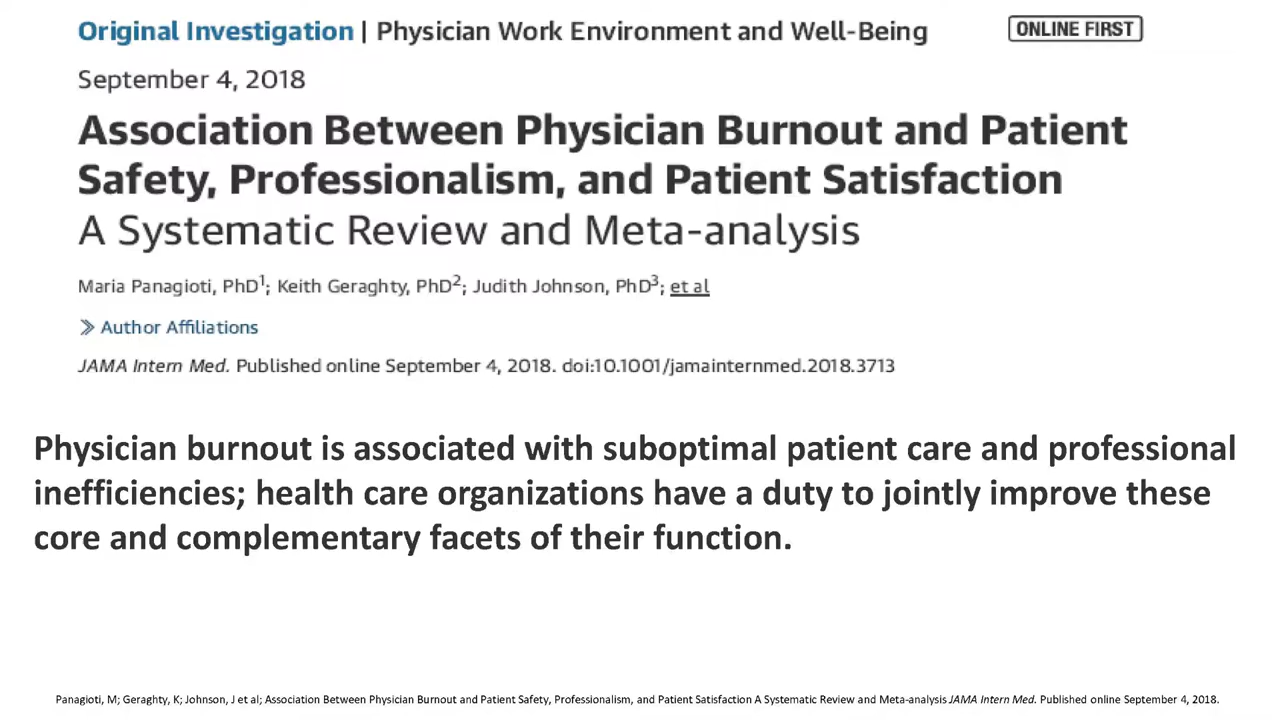 Original Investigation | Physician Work Environment and Well-Being ONLINE FIRST
September 4, 2018
Association Between Physician Burnout and Patient
Safety, Professionalism, and Patient Satisfaction
A Systematic Review and Meta-analysis
Maria Panagioti, PhD1; Keith Geraghty, PhD2; Judith Johnson, PhD3; et al
≫ Author Affiliations
JAMA Intern Med. Published online September 4, 2018. doi:10.1001/jamainternmed.2018.3713
Physician burnout is associated with suboptimal patient care and professional
inefficiencies; health care organizations have a duty to jointly improve these
core and complementary facets of their function.
Panagioti, M; Geraghty, K; Johnson, J et al; Association Between Physician Burnout and Patient Safety, Professionalism, and Patient Satisfaction A Systematic Review and Meta-analysis JAMA Intern Med. Published online September 4, 2018.